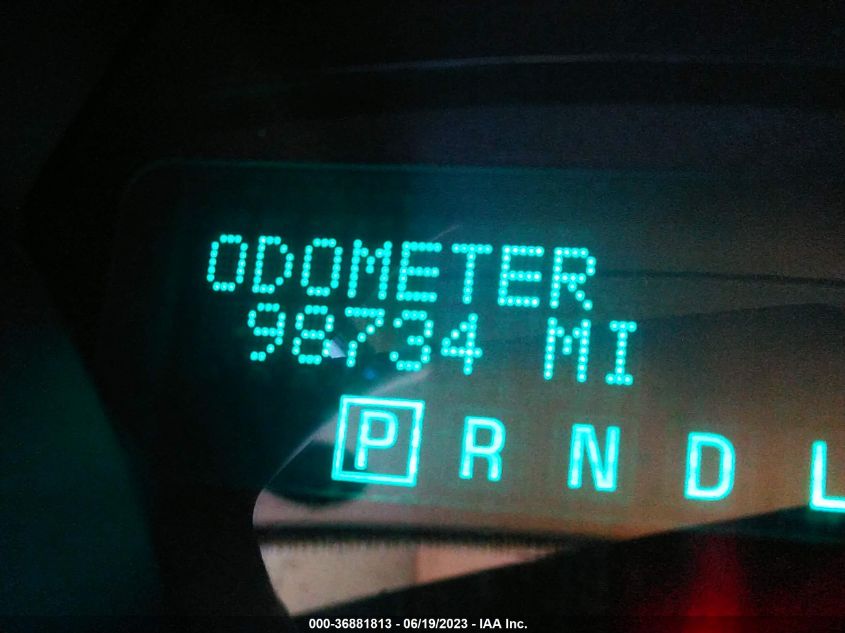 ODOMETER
98734 MI
P R N D L
000-36881813 - 06/19/2023 - IAA Inc.